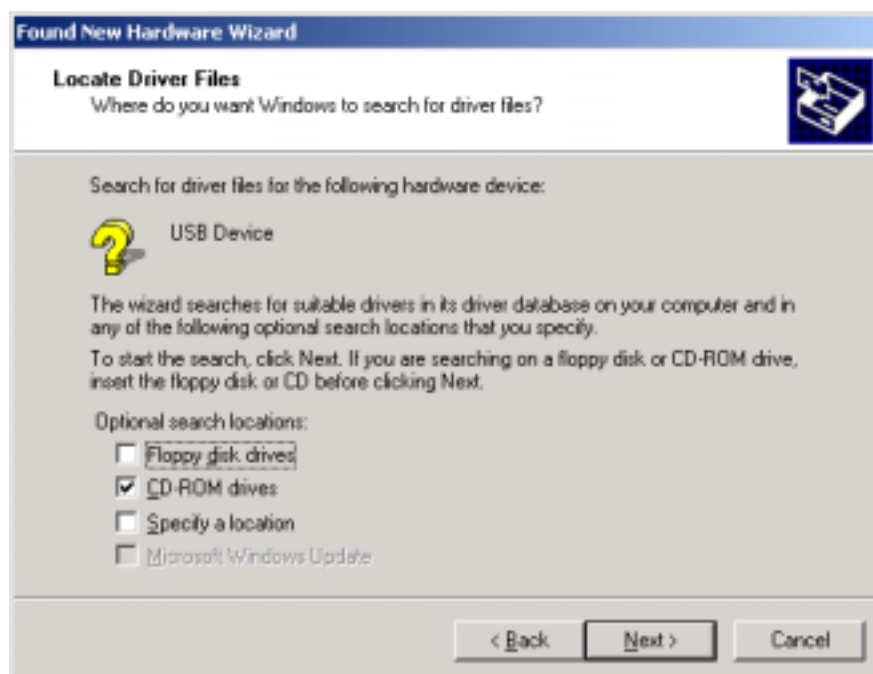 Found New Hardware Wizard
Locate Driver Files
Where do you want Windows to search for driver files?
Search for driver files for the following hardware device:
USB Device
The wizard searches for suitable drivers in its driver database on your computer and in
any of the following optional search locations that you specify.
To start the search, click Next. If you are searching on a floppy disk or CD-ROM drive,
insert the floppy disk or CD before clicking Next.
Optional search locations:
Floppy disk drives
CD-ROM drives
Specify a location
Microsoft Windows Update
< Back Next > Cancel